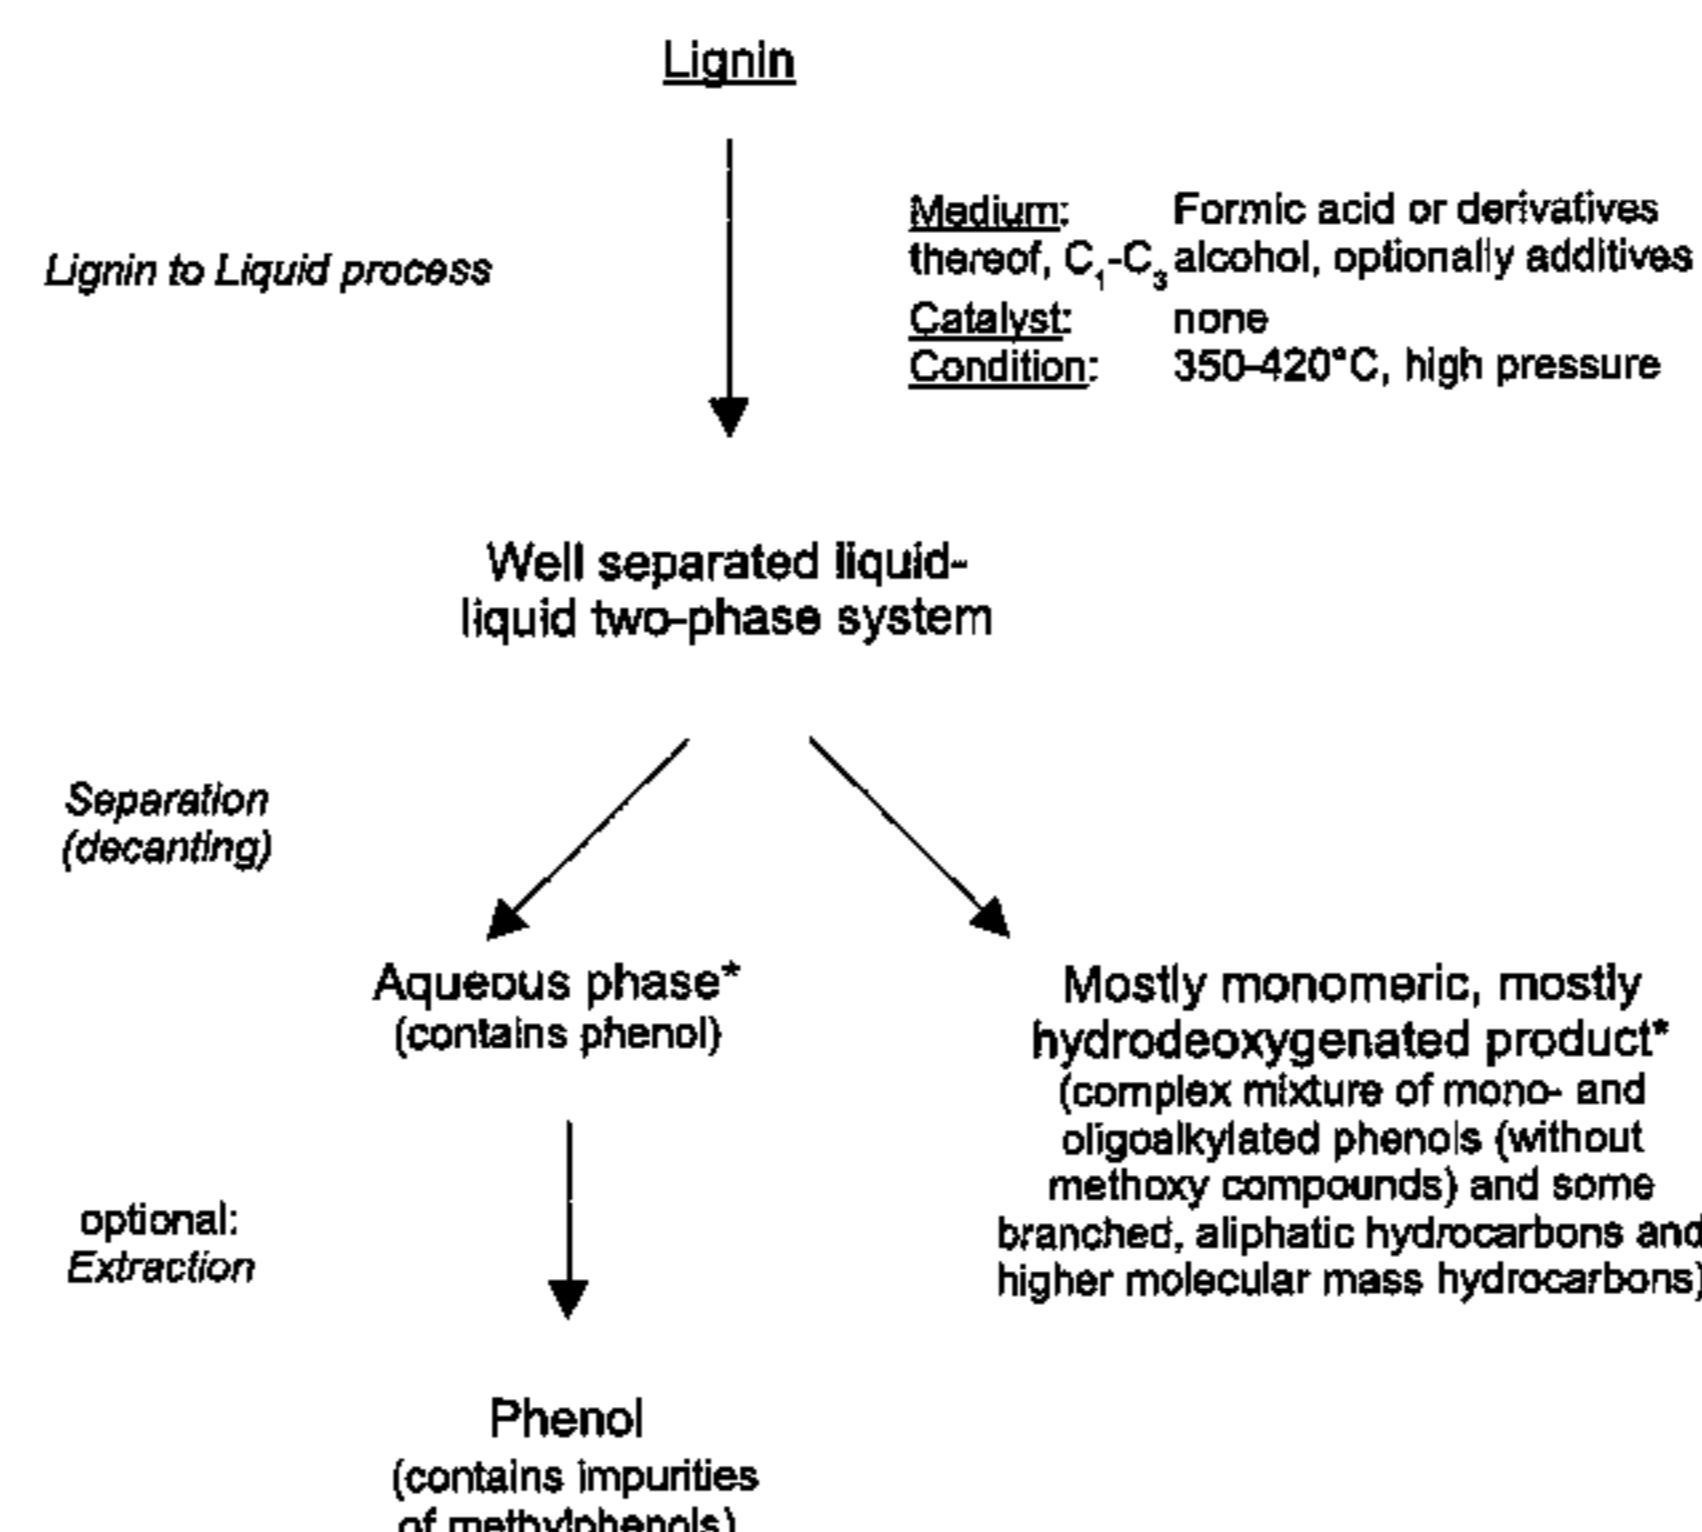 Lignin
Lignin to Liquid process
Medium: Formic acid or derivatives
thereof, C1-C3 alcohol, optionally additives
Catalyst: none
Condition: 350-420°C, high pressure
Well separated liquid-
liquid two-phase system
Separation
(decanting)
Aqueous phase*
(contains phenol)
Mostly monomeric, mostly
hydrodeoxygenated product*
(complex mixture of mono- and
oligoalkylated phenols (without
methoxy compounds) and some
branched, aliphatic hydrocarbons and
higher molecular mass hydrocarbons)
optional:
Extraction
Phenol
(contains impurities
of methylphenols)